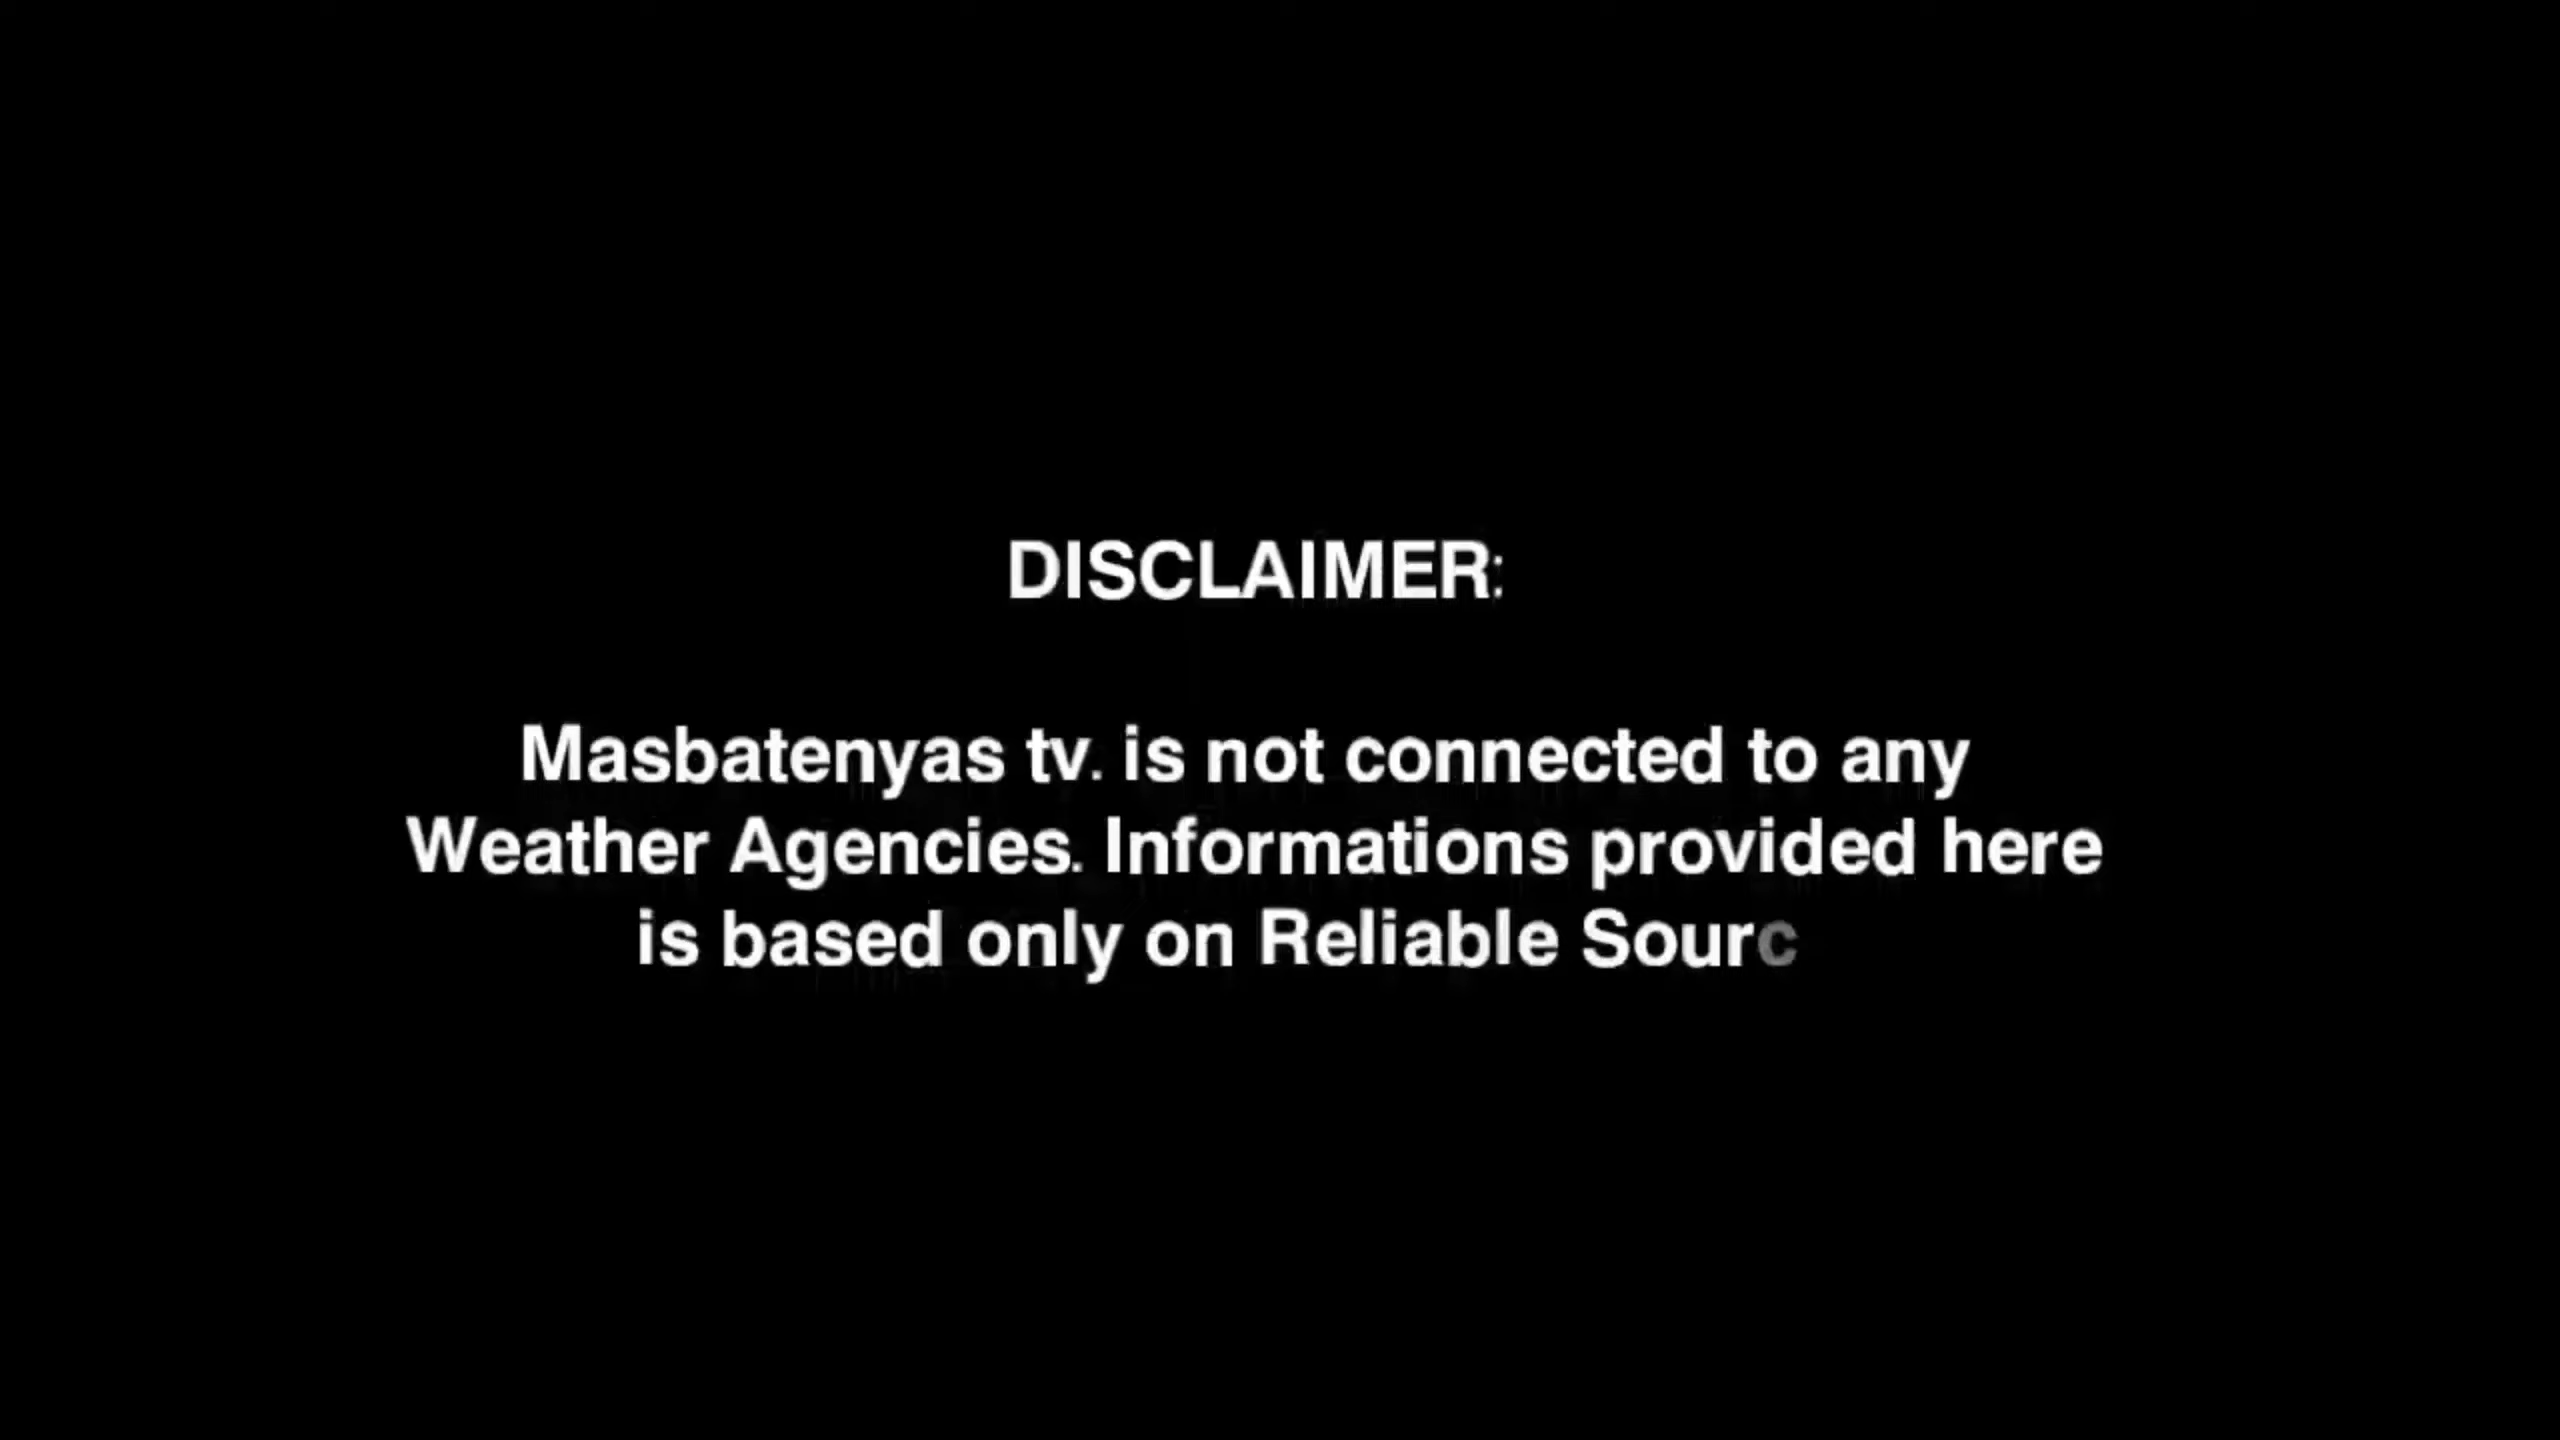 DISCLAIMER:
Masbatenyas tv. is not connected to any
Weather Agencies. Informations provided here
is based only on Reliable Sourc